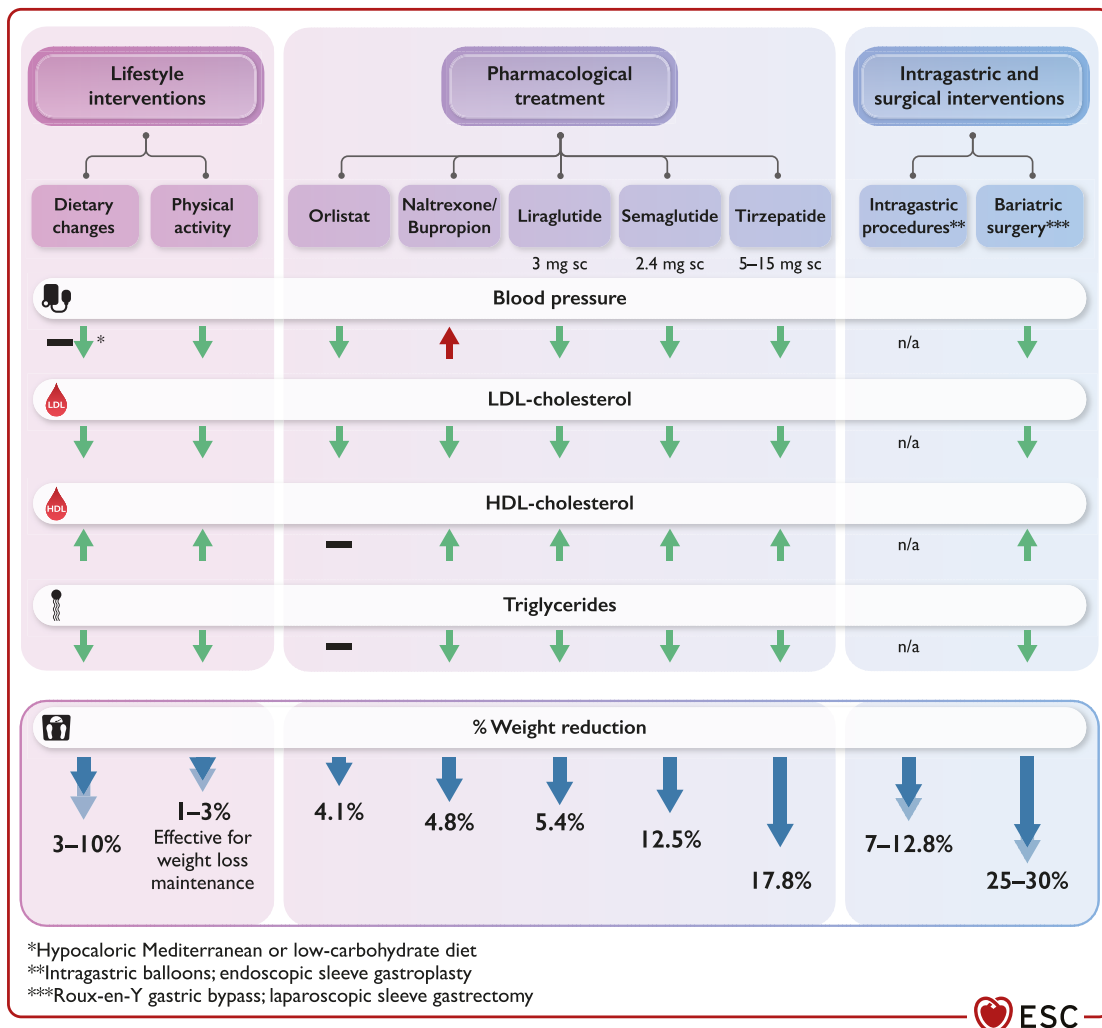 Lifestyle
interventions
Pharmacological
treatment
Intragastric and
surgical interventions
Dietary
changes
Physical
activity
Orlistat
Naltrexone/
Bupropion
Liraglutide
Semaglutide
Tirzepatide
Intragastric
procedures**
Bariatric
surgery***
3 mg sc
2.4 mg sc
5–15 mg sc
Blood pressure
*
n/a
LDL
LDL-cholesterol
n/a
HDL
HDL-cholesterol
n/a
Triglycerides
n/a
% Weight reduction
3–10%
1–3%
Effective for
weight loss
maintenance
4.1%
4.8%
5.4%
12.5%
17.8%
7–12.8%
25–30%
*Hypocaloric Mediterranean or low-carbohydrate diet
**Intragastric balloons; endoscopic sleeve gastroplasty
***Roux-en-Y gastric bypass; laparoscopic sleeve gastrectomy
ESC